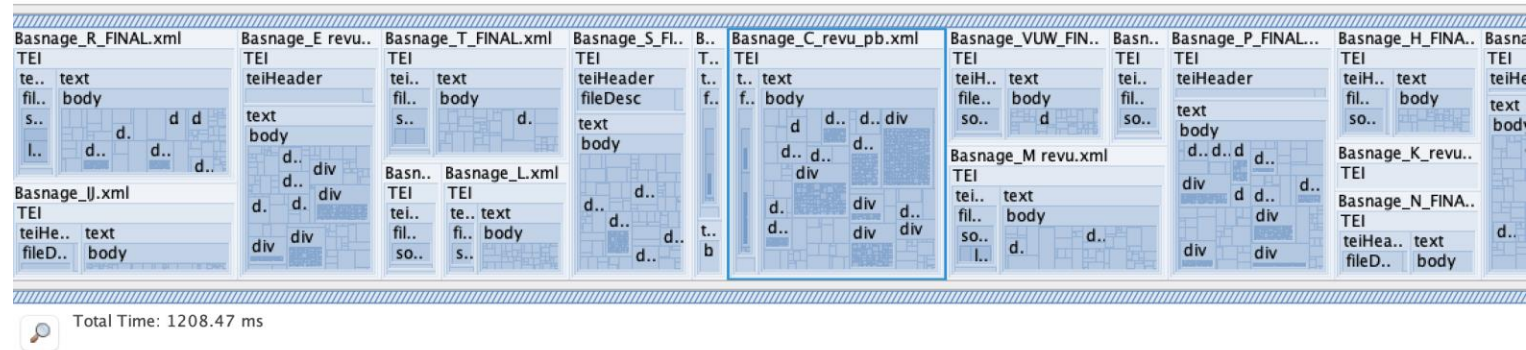 Basnage_R_FINAL.xml
TEI
te.. text
fil.. body
s..
d d
d.
l..
d.. d..
d..
Basnage_IJ.xml
TEI
teiHe.. text
fileD.. body
Basnage_E revu..
TEI
teiHeader
text
body
d..
div
d..
div
d. d.
div
div
Basnage_T_FINAL.xml
TEI
tei.. text
fil.. body
s..
d.
Basn..
TEI
tei..
fil..
so..
Basnage_L.xml
TEI
te.. text
fi.. body
s..
Basnage_S_FI..
TEI
teiHeader
fileDesc
text
body
d..
d..
d..
d..
d..
B..
T..
t..
f..
t..
b
Basnage_C_revu_pb.xml
TEI
t.. text
f.. body
d.. d.. div
d
d..
d.. d..
div
d. div d..
d.. div div
Basnage_VUW_FIN..
TEI
teiH.. text
file.. body
so.. d
Basn..
TEI
tei..
fil..
so..
Basnage_M revu.xml
TEI
tei.. text
fil.. body
so.. d..
l.. d.
Basnage_P_FINAL...
TEI
teiHeader
text
body
d.. d. d d..
div d..
d d..
div
div
div div
Basnage_H_FINA..
TEI
teiH.. text
fil.. body
so..
Basnage_K_revu..
TEI
Basnage_N_FINA..
TEI
teiHea.. text
fileD.. body
Basna
TEI
teiHe
text
body
d..
Total Time: 1208.47 ms